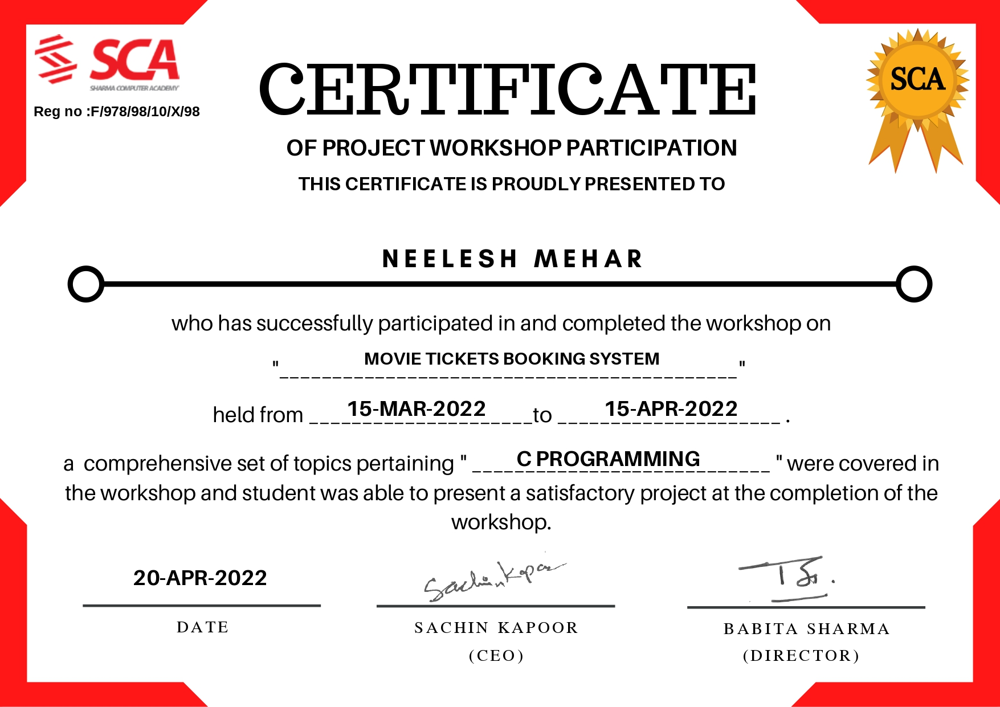 SCA
SHARMA COMPUTER ACADEMY
Reg no :F/978/98/10/X/98
SCA
CERTIFICATE
OF PROJECT WORKSHOP PARTICIPATION
THIS CERTIFICATE IS PROUDLY PRESENTED TO
NEELESH MEHAR
who has successfully participated in and completed the workshop on
" MOVIE TICKETS BOOKING SYSTEM "
held from 15-MAR-2022 to 15-APR-2022 .
a comprehensive set of topics pertaining " C PROGRAMMING " were covered in
the workshop and student was able to present a satisfactory project at the completion of the
workshop.
20-APR-2022
Sachin Kapoor
DATE
SACHIN KAPOOR
BABITA SHARMA
(CEO)
(DIRECTOR)